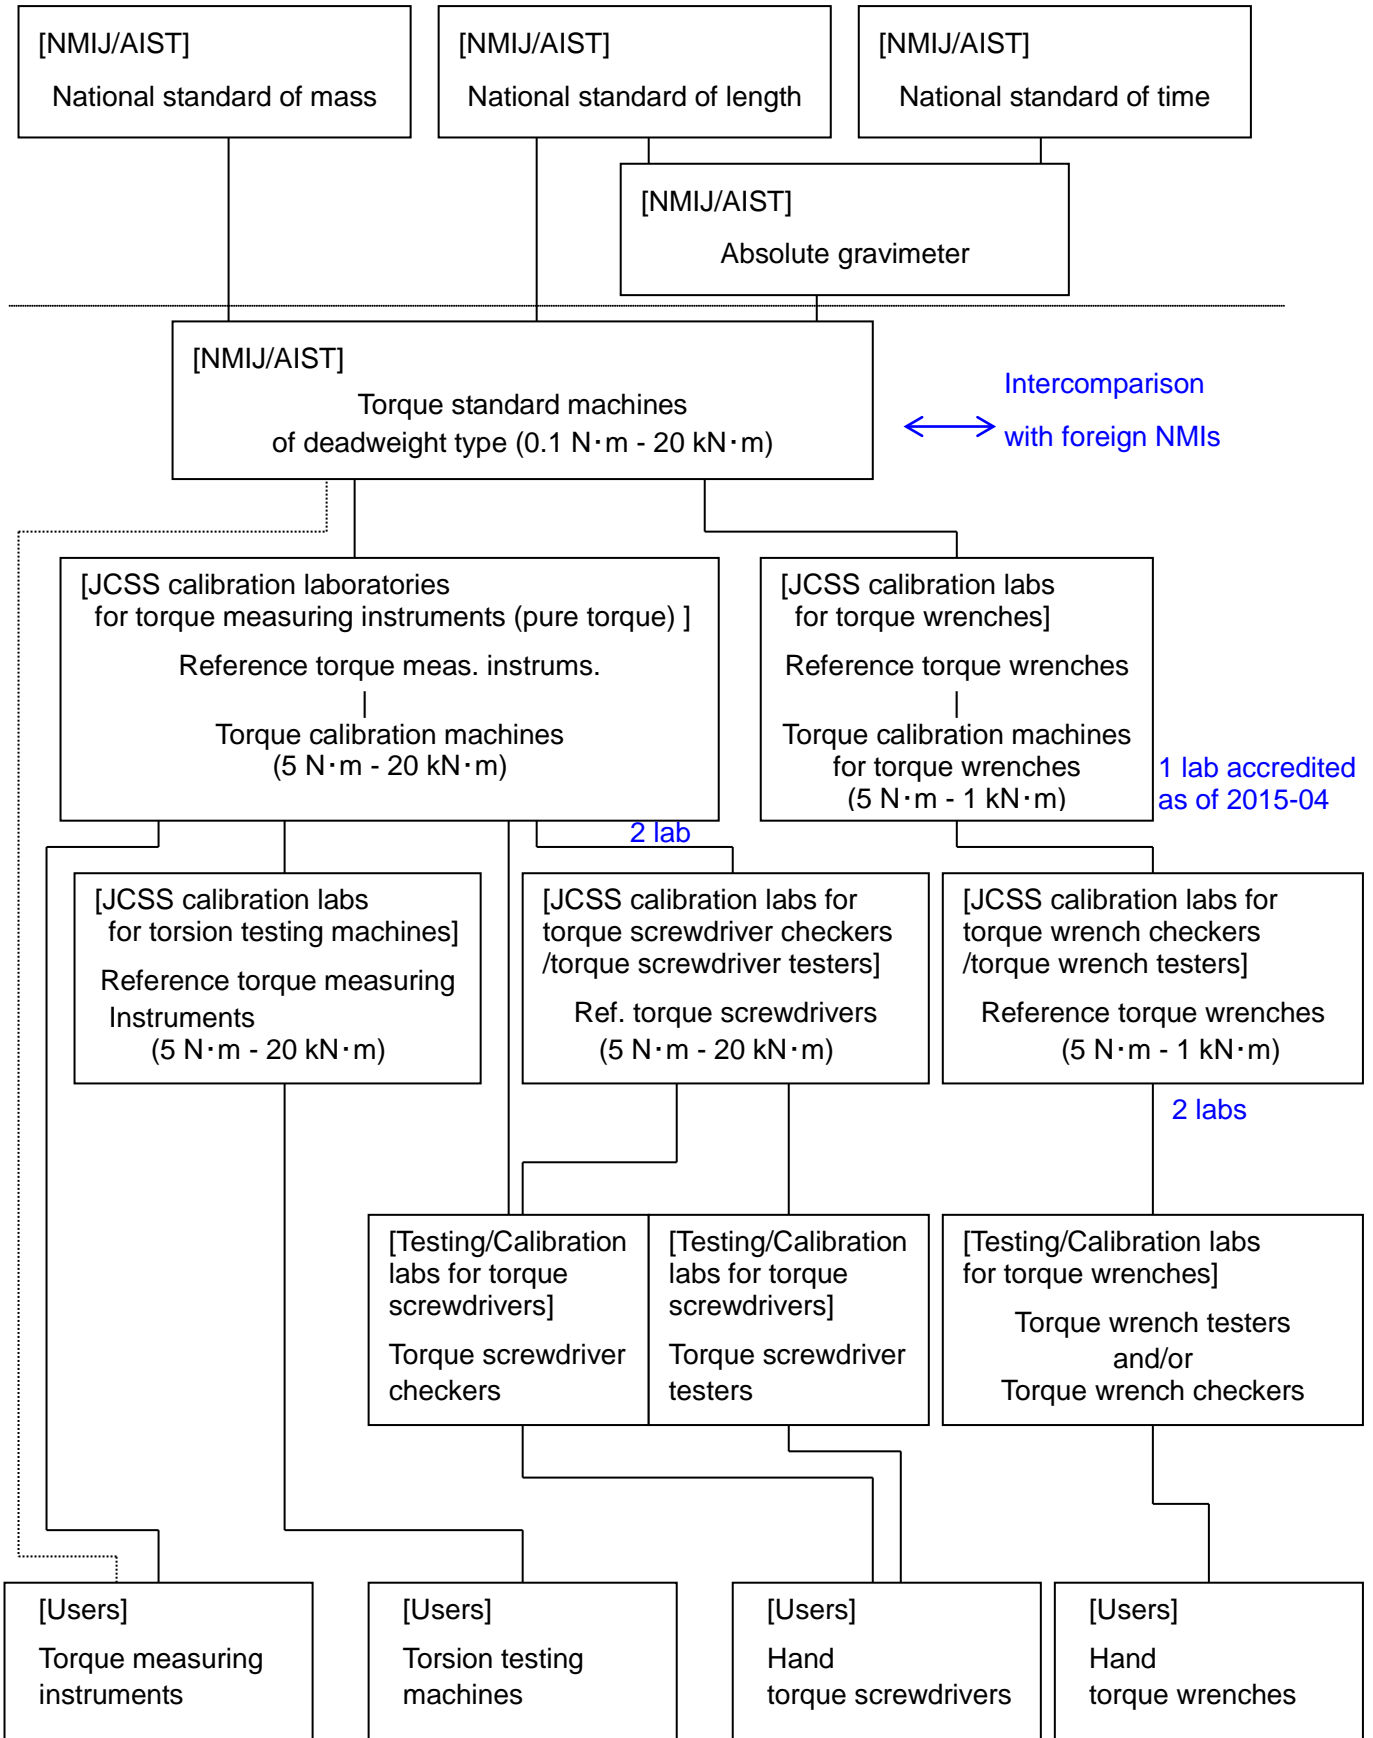 [NMIJ/AIST]
National standard of mass
[NMIJ/AIST]
National standard of length
[NMIJ/AIST]
National standard of time
[NMIJ/AIST]
Absolute gravimeter
[NMIJ/AIST]
Torque standard machines
of deadweight type (0.1 N·m - 20 kN·m)
Intercomparison
with foreign NMIs
[JCSS calibration laboratories
for torque measuring instruments (pure torque) ]
Reference torque meas. instrums.
|
Torque calibration machines
(5 N·m - 20 kN·m)
[JCSS calibration labs
for torque wrenches]
Reference torque wrenches
|
Torque calibration machines
for torque wrenches
(5 N·m - 1 kN·m)
1 lab accredited
as of 2015-04
2 lab
[JCSS calibration labs
for torsion testing machines]
Reference torque measuring
Instruments
(5 N·m - 20 kN·m)
[JCSS calibration labs for
torque screwdriver checkers
/torque screwdriver testers]
Ref. torque screwdrivers
(5 N·m - 20 kN·m)
[JCSS calibration labs for
torque wrench checkers
/torque wrench testers]
Reference torque wrenches
(5 N·m - 1 kN·m)
2 labs
[Testing/Calibration
labs for torque
screwdrivers]
Torque screwdriver
checkers
[Testing/Calibration
labs for torque
screwdrivers]
Torque screwdriver
testers
[Testing/Calibration labs
for torque wrenches]
Torque wrench testers
and/or
Torque wrench checkers
[Users]
Torque measuring
instruments
[Users]
Torsion testing
machines
[Users]
Hand
torque screwdrivers
[Users]
Hand
torque wrenches